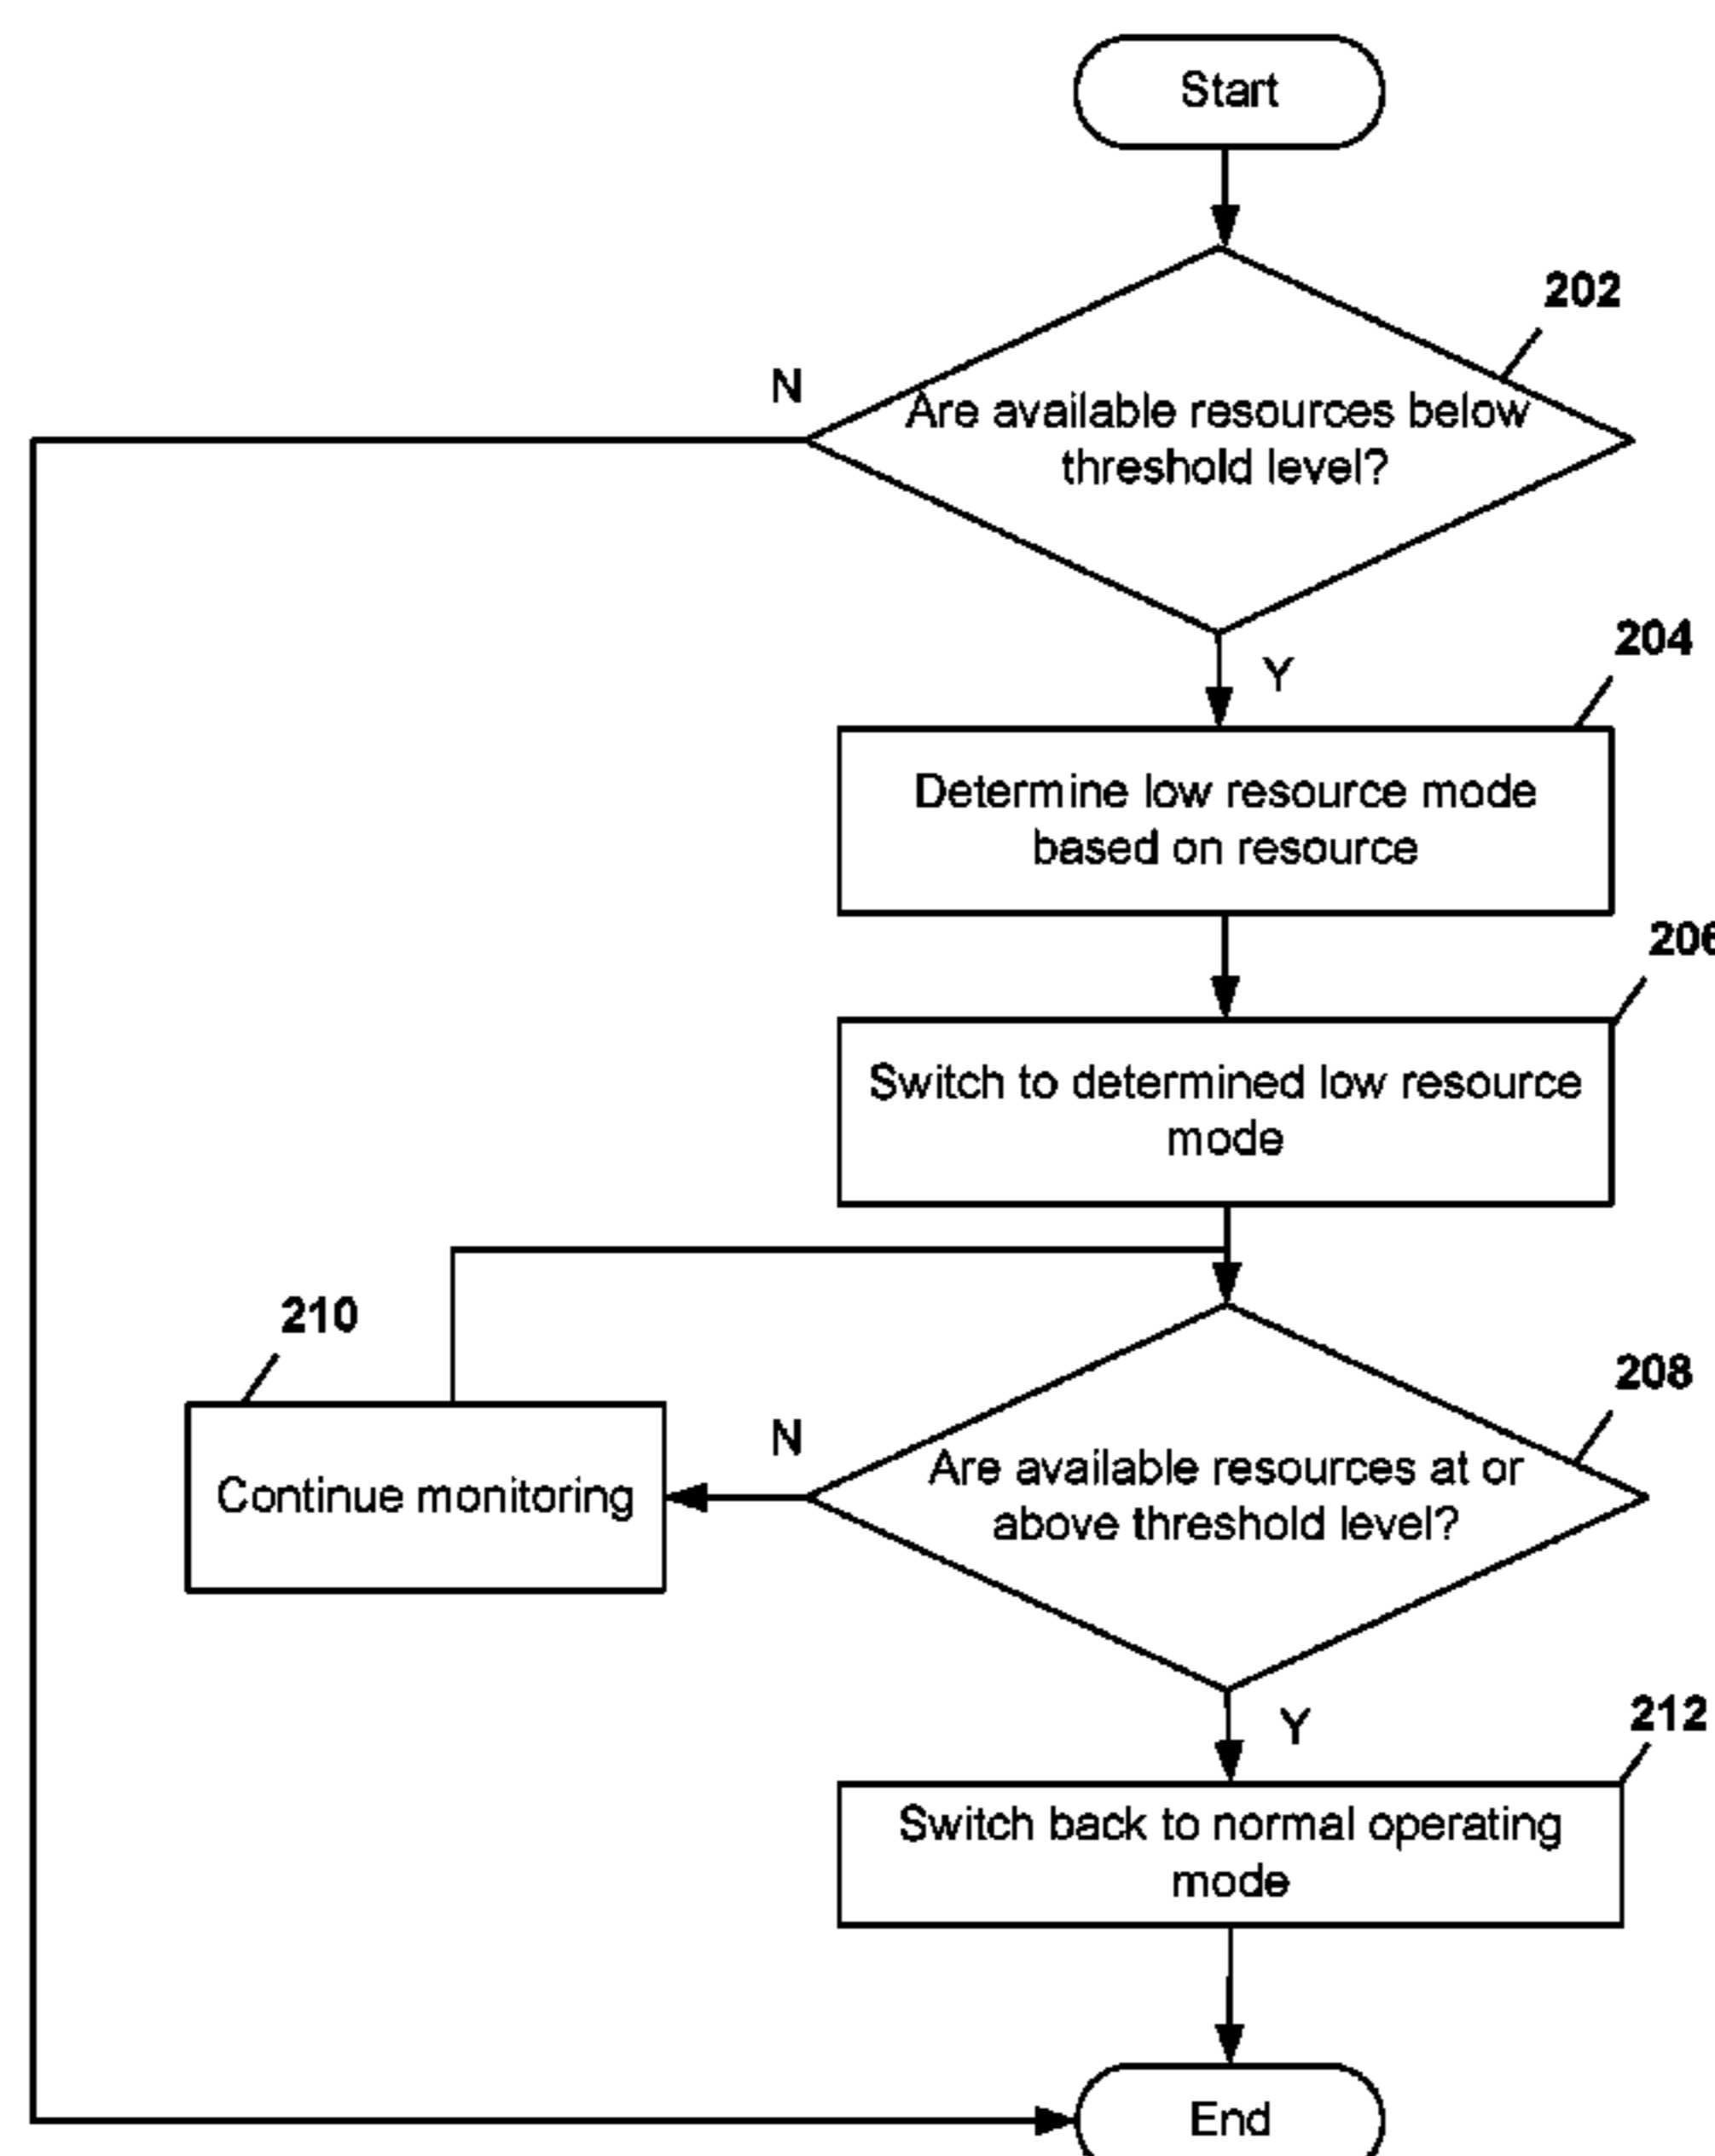 Start
202
N
Are available resources below
threshold level?
Y
204
Determine low resource mode
based on resource
206
Switch to determined low resource
mode
210
208
N
Continue monitoring
Are available resources at or
above threshold level?
Y
212
Switch back to normal operating
mode
End